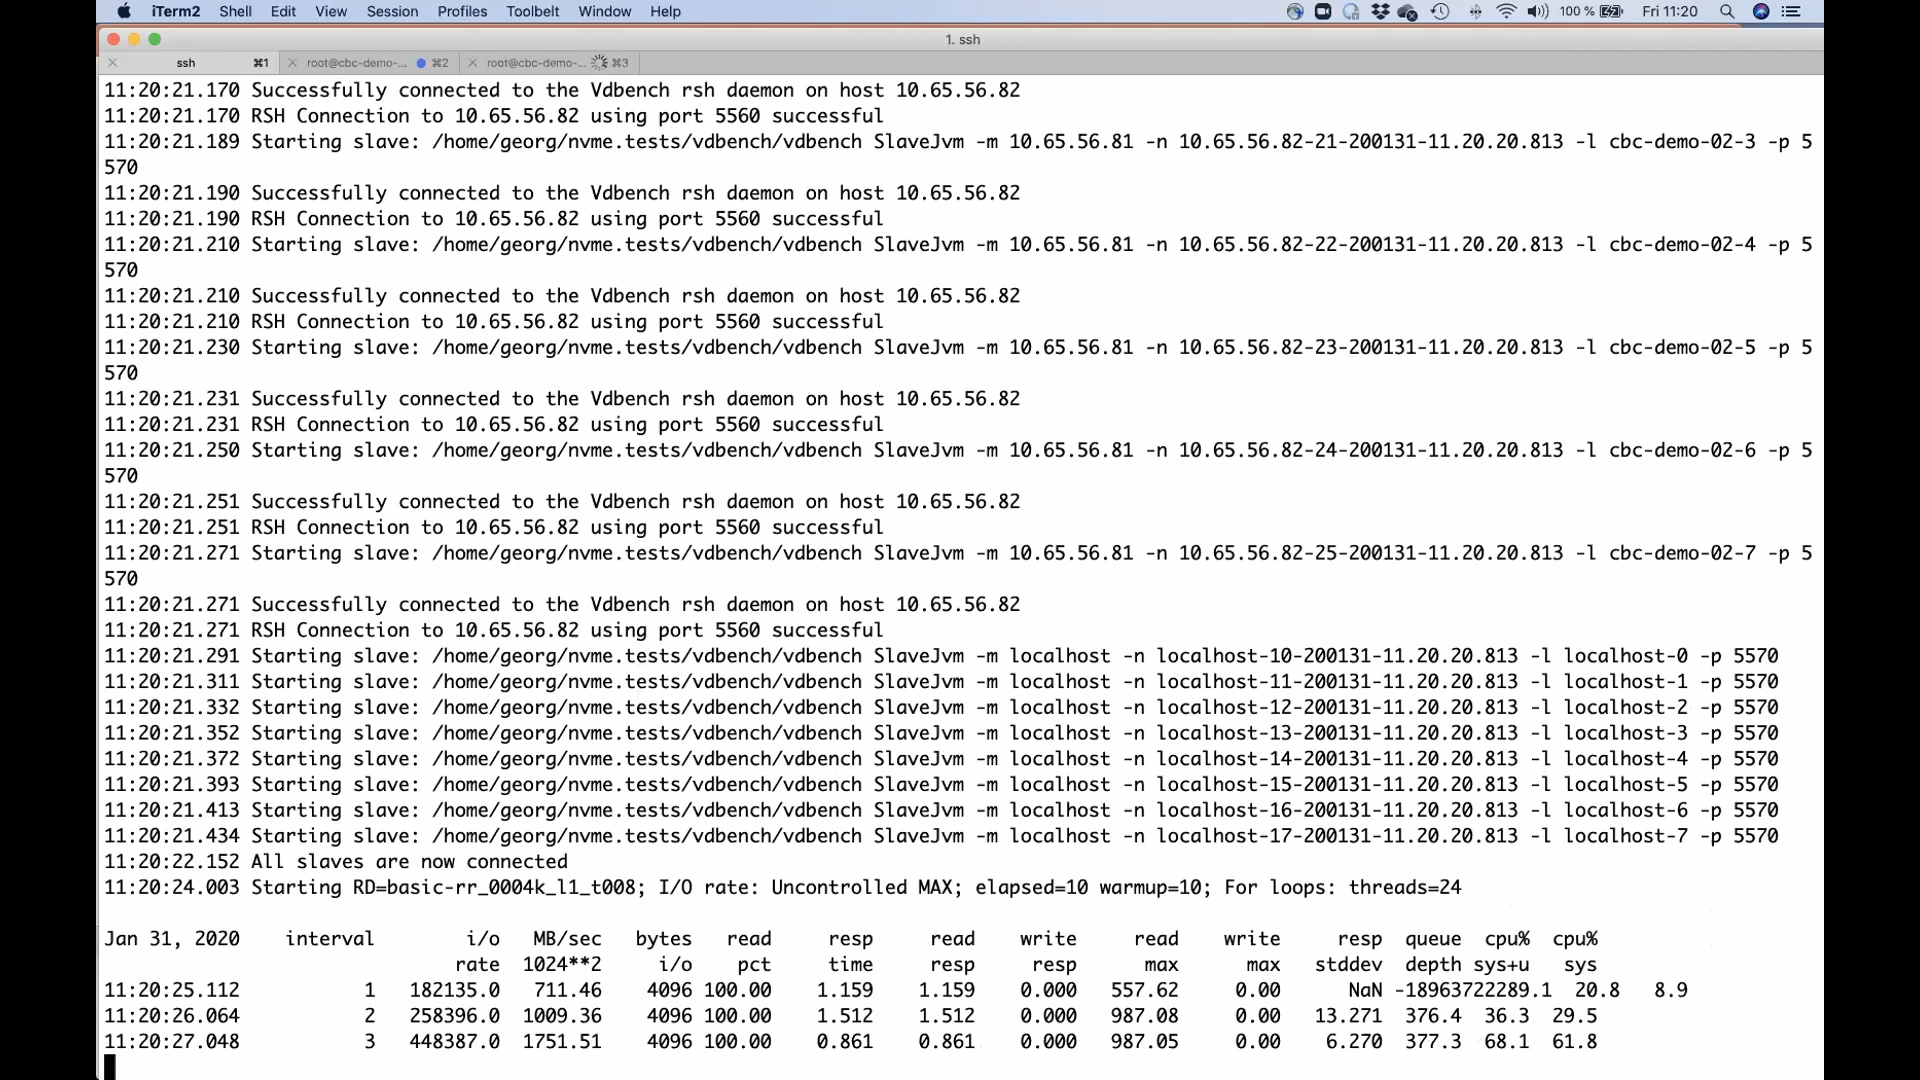 iTerm2 Shell Edit View Session Profiles Toolbelt Window Help 100 % Fri 11:20
1. ssh
ssh ⌘1 root@cbc-demo-... ⌘2 root@cbc-demo-... ⌘3
11:20:21.170 Successfully connected to the Vdbench rsh daemon on host 10.65.56.82
11:20:21.170 RSH Connection to 10.65.56.82 using port 5560 successful
11:20:21.189 Starting slave: /home/georg/nvme.tests/vdbench/vdbench SlaveJvm -m 10.65.56.81 -n 10.65.56.82-21-200131-11.20.20.813 -l cbc-demo-02-3 -p 5
570
11:20:21.190 Successfully connected to the Vdbench rsh daemon on host 10.65.56.82
11:20:21.190 RSH Connection to 10.65.56.82 using port 5560 successful
11:20:21.210 Starting slave: /home/georg/nvme.tests/vdbench/vdbench SlaveJvm -m 10.65.56.81 -n 10.65.56.82-22-200131-11.20.20.813 -l cbc-demo-02-4 -p 5
570
11:20:21.210 Successfully connected to the Vdbench rsh daemon on host 10.65.56.82
11:20:21.210 RSH Connection to 10.65.56.82 using port 5560 successful
11:20:21.230 Starting slave: /home/georg/nvme.tests/vdbench/vdbench SlaveJvm -m 10.65.56.81 -n 10.65.56.82-23-200131-11.20.20.813 -l cbc-demo-02-5 -p 5
570
11:20:21.231 Successfully connected to the Vdbench rsh daemon on host 10.65.56.82
11:20:21.231 RSH Connection to 10.65.56.82 using port 5560 successful
11:20:21.250 Starting slave: /home/georg/nvme.tests/vdbench/vdbench SlaveJvm -m 10.65.56.81 -n 10.65.56.82-24-200131-11.20.20.813 -l cbc-demo-02-6 -p 5
570
11:20:21.251 Successfully connected to the Vdbench rsh daemon on host 10.65.56.82
11:20:21.251 RSH Connection to 10.65.56.82 using port 5560 successful
11:20:21.271 Starting slave: /home/georg/nvme.tests/vdbench/vdbench SlaveJvm -m 10.65.56.81 -n 10.65.56.82-25-200131-11.20.20.813 -l cbc-demo-02-7 -p 5
570
11:20:21.271 Successfully connected to the Vdbench rsh daemon on host 10.65.56.82
11:20:21.271 RSH Connection to 10.65.56.82 using port 5560 successful
11:20:21.291 Starting slave: /home/georg/nvme.tests/vdbench/vdbench SlaveJvm -m localhost -n localhost-10-200131-11.20.20.813 -l localhost-0 -p 5570
11:20:21.311 Starting slave: /home/georg/nvme.tests/vdbench/vdbench SlaveJvm -m localhost -n localhost-11-200131-11.20.20.813 -l localhost-1 -p 5570
11:20:21.332 Starting slave: /home/georg/nvme.tests/vdbench/vdbench SlaveJvm -m localhost -n localhost-12-200131-11.20.20.813 -l localhost-2 -p 5570
11:20:21.352 Starting slave: /home/georg/nvme.tests/vdbench/vdbench SlaveJvm -m localhost -n localhost-13-200131-11.20.20.813 -l localhost-3 -p 5570
11:20:21.372 Starting slave: /home/georg/nvme.tests/vdbench/vdbench SlaveJvm -m localhost -n localhost-14-200131-11.20.20.813 -l localhost-4 -p 5570
11:20:21.393 Starting slave: /home/georg/nvme.tests/vdbench/vdbench SlaveJvm -m localhost -n localhost-15-200131-11.20.20.813 -l localhost-5 -p 5570
11:20:21.413 Starting slave: /home/georg/nvme.tests/vdbench/vdbench SlaveJvm -m localhost -n localhost-16-200131-11.20.20.813 -l localhost-6 -p 5570
11:20:21.434 Starting slave: /home/georg/nvme.tests/vdbench/vdbench SlaveJvm -m localhost -n localhost-17-200131-11.20.20.813 -l localhost-7 -p 5570
11:20:22.152 All slaves are now connected
11:20:24.003 Starting RD=basic-rr_0004k_l1_t008; I/O rate: Uncontrolled MAX; elapsed=10 warmup=10; For loops: threads=24
Jan 31, 2020 interval i/o MB/sec bytes read resp read write read write resp queue cpu% cpu%
rate 1024**2 i/o pct time resp resp max max stddev depth sys+u sys
11:20:25.112 1 182135.0 711.46 4096 100.00 1.159 1.159 0.000 557.62 0.00 NaN -18963722289.1 20.8 8.9
11:20:26.064 2 258396.0 1009.36 4096 100.00 1.512 1.512 0.000 987.08 0.00 13.271 376.4 36.3 29.5
11:20:27.048 3 448387.0 1751.51 4096 100.00 0.861 0.861 0.000 987.05 0.00 6.270 377.3 68.1 61.8